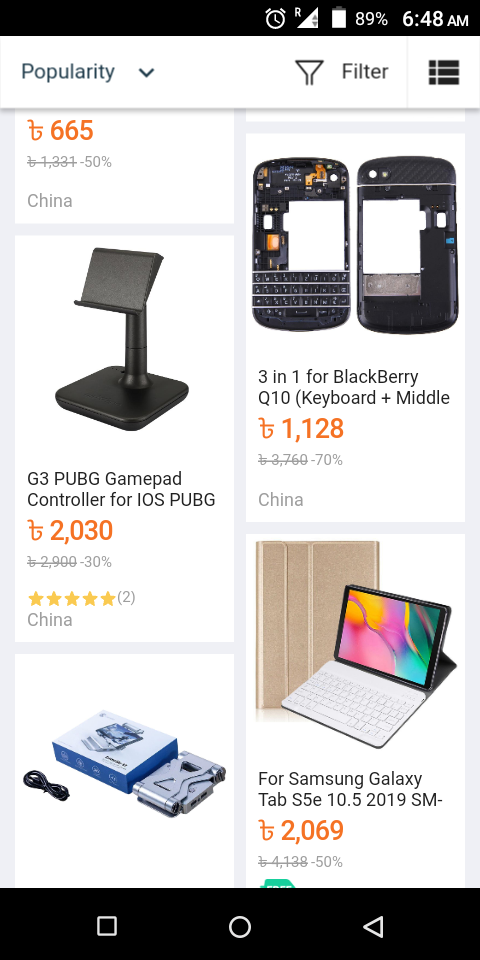 R 89% 6:48 AM
Popularity
Filter
৳ 665
৳ 1,331 -50%
China
G3 PUBG Gamepad
Controller for IOS PUBG
৳ 2,030
৳ 2,900 -30%
(2)
China
3 in 1 for BlackBerry
Q10 (Keyboard + Middle
৳ 1,128
৳ 3,760 -70%
China
For Samsung Galaxy
Tab S5e 10.5 2019 SM-
৳ 2,069
৳ 4,138 -50%
FREE